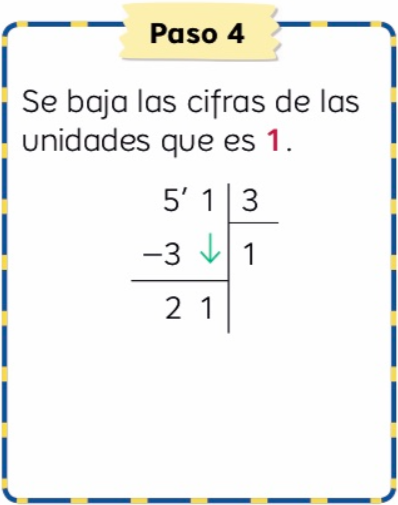 Paso 4
Se baja las cifras de las
unidades que es 1.
5’ 1 3
−3 ↓ 1
2 1